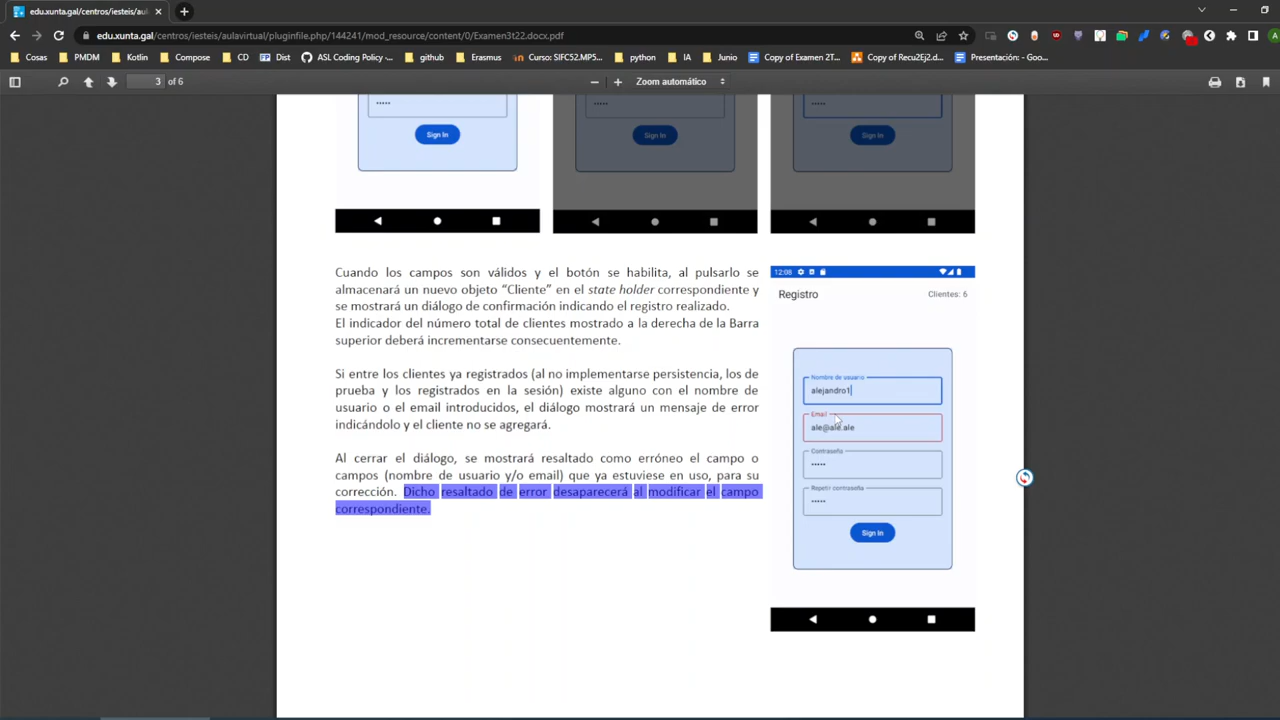 edu.xunta.gal/centros/iesteis/aul
edu.xunta.gal/centros/iesteis/aulavirtual/pluginfile.php/144241/mod_resource/content/0/Examen3t22.docx.pdf
Cosas PMDM Kotlin Compose CD Dist ASL Coding Policy -... github Erasmus Curso: SIFC52.MP5... python IA Junio Copy of Examen 2T... Copy of Recu2Ej2.d... Presentación: - Goo...
3 of 6 Zoom automático
Sign In Sign In Sign In
Cuando los campos son válidos y el botón se habilita, al pulsarlo se
almacenará un nuevo objeto “Cliente” en el state holder correspondiente y
se mostrará un diálogo de confirmación indicando el registro realizado.
El indicador del número total de clientes mostrado a la derecha de la Barra
superior deberá incrementarse consecuentemente.
Si entre los clientes ya registrados (al no implementarse persistencia, los de
prueba y los registrados en la sesión) existe alguno con el nombre de
usuario o el email introducidos, el diálogo mostrará un mensaje de error
indicándolo y el cliente no se agregará.
Al cerrar el diálogo, se mostrará resaltado como erróneo el campo o
campos (nombre de usuario y/o email) que ya estuviese en uso, para su
corrección. Dicho resaltado de error desaparecerá al modificar el campo
correspondiente.
12:08
Registro Clientes: 6
Nombre de usuario
alejandro1
Email
ale@ale.ale
Contraseña
•••••
Repetir contraseña
•••••
Sign In